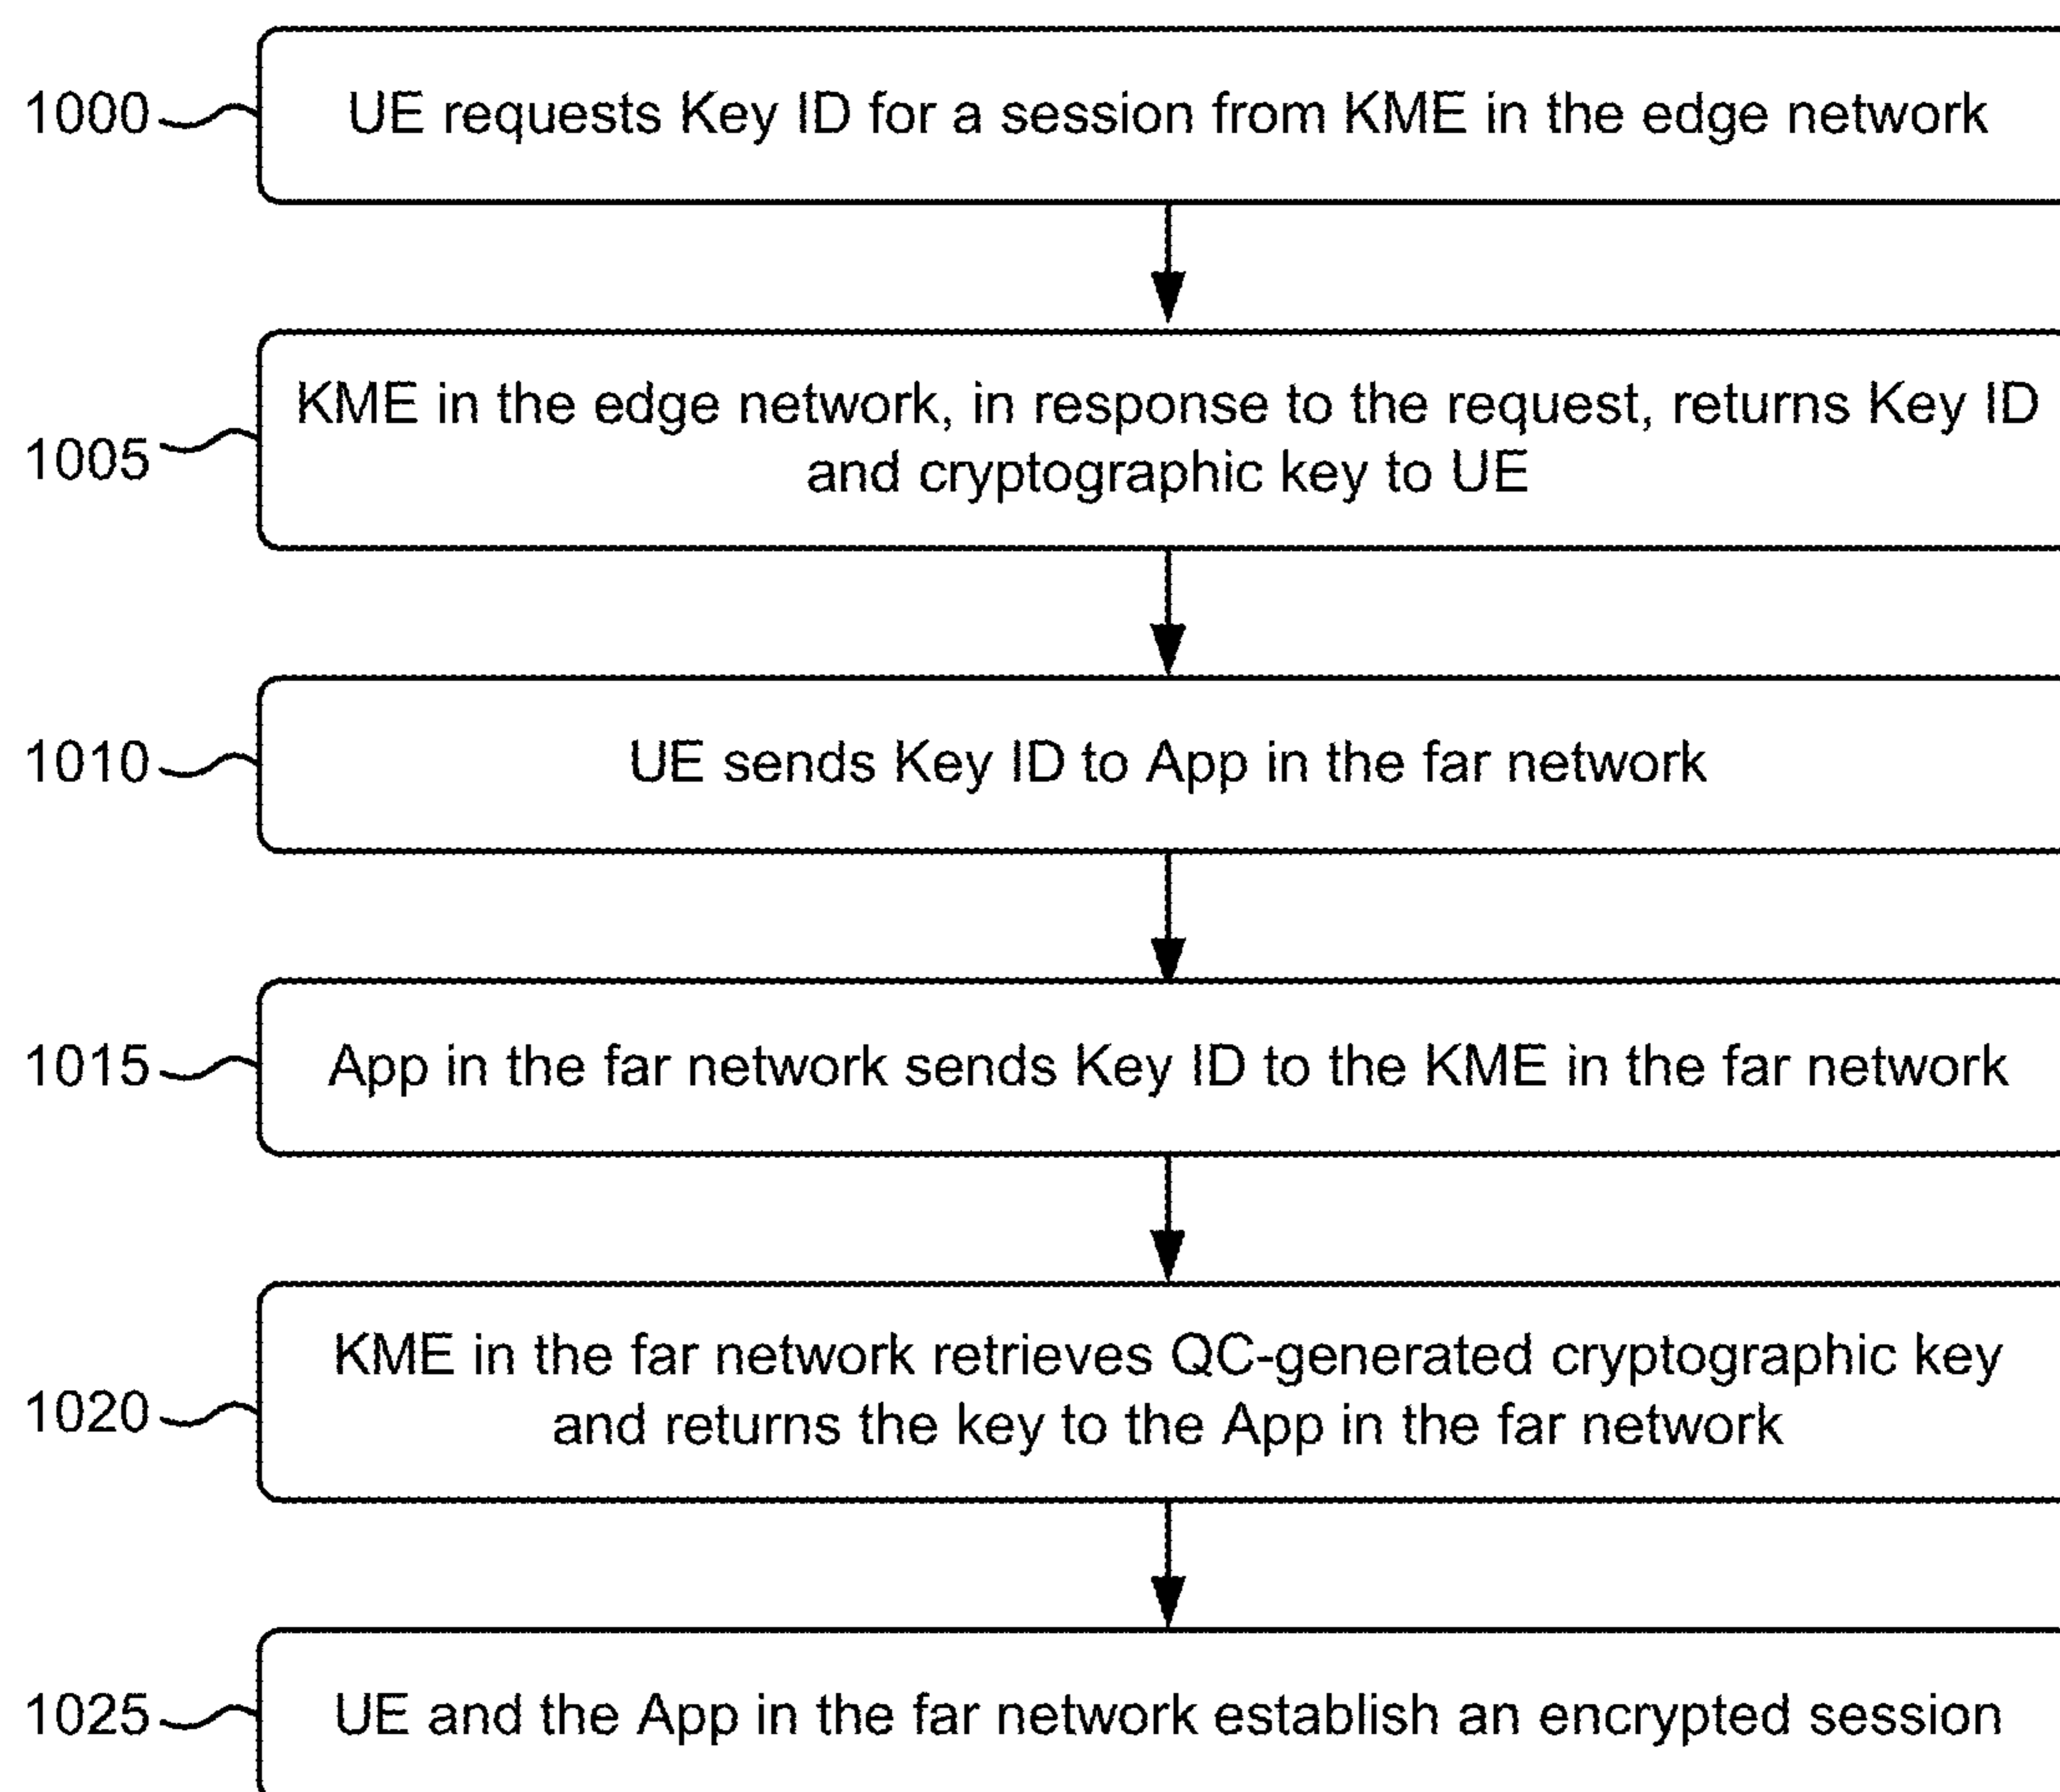 1000
UE requests Key ID for a session from KME in the edge network
KME in the edge network, in response to the request, returns Key ID
1005
and cryptographic key to UE
1010
UE sends Key ID to App in the far network
1015
App in the far network sends Key ID to the KME in the far network
KME in the far network retrieves QC-generated cryptographic key
1020
and returns the key to the App in the far network
1025
UE and the App in the far network establish an encrypted session